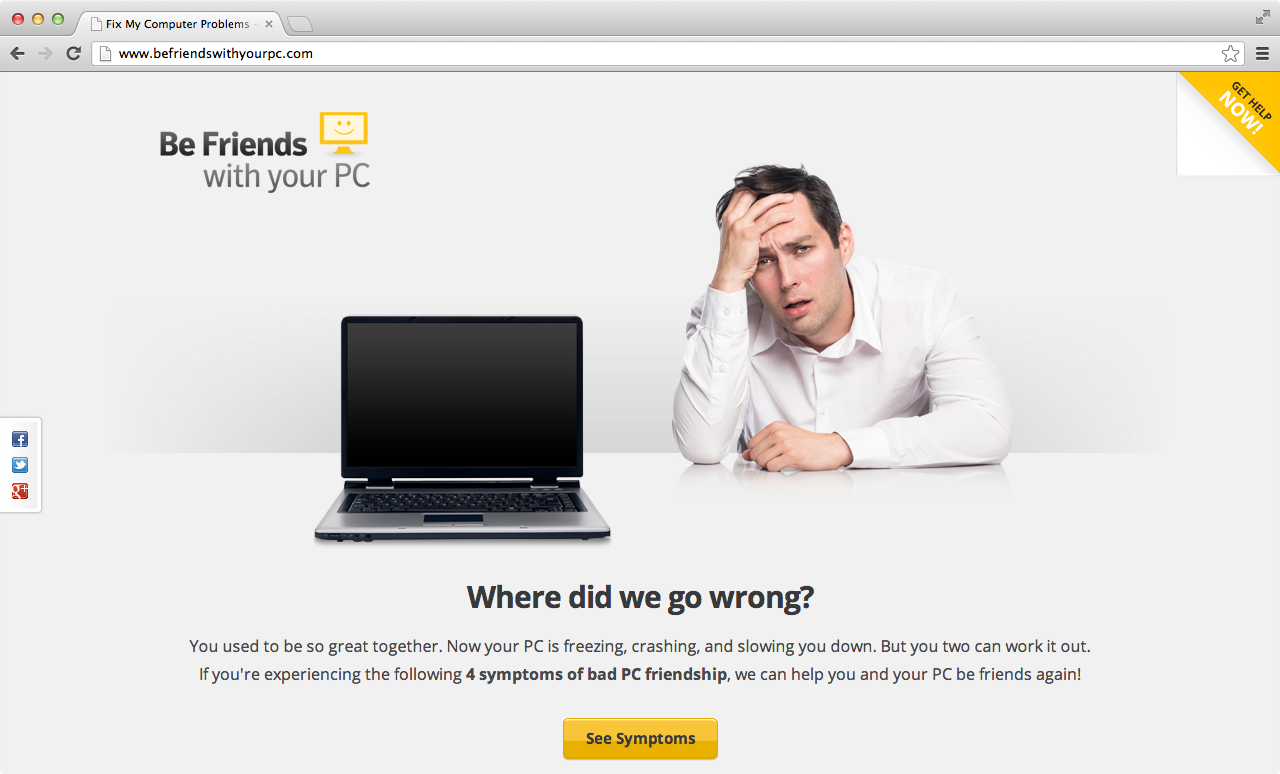 Fix My Computer Problems -
www.befriendswithyourpc.com
GET HELP
NOW!
Be Friends
with your PC
Where did we go wrong?
You used to be so great together. Now your PC is freezing, crashing, and slowing you down. But you two can work it out.
If you're experiencing the following 4 symptoms of bad PC friendship, we can help you and your PC be friends again!
See Symptoms